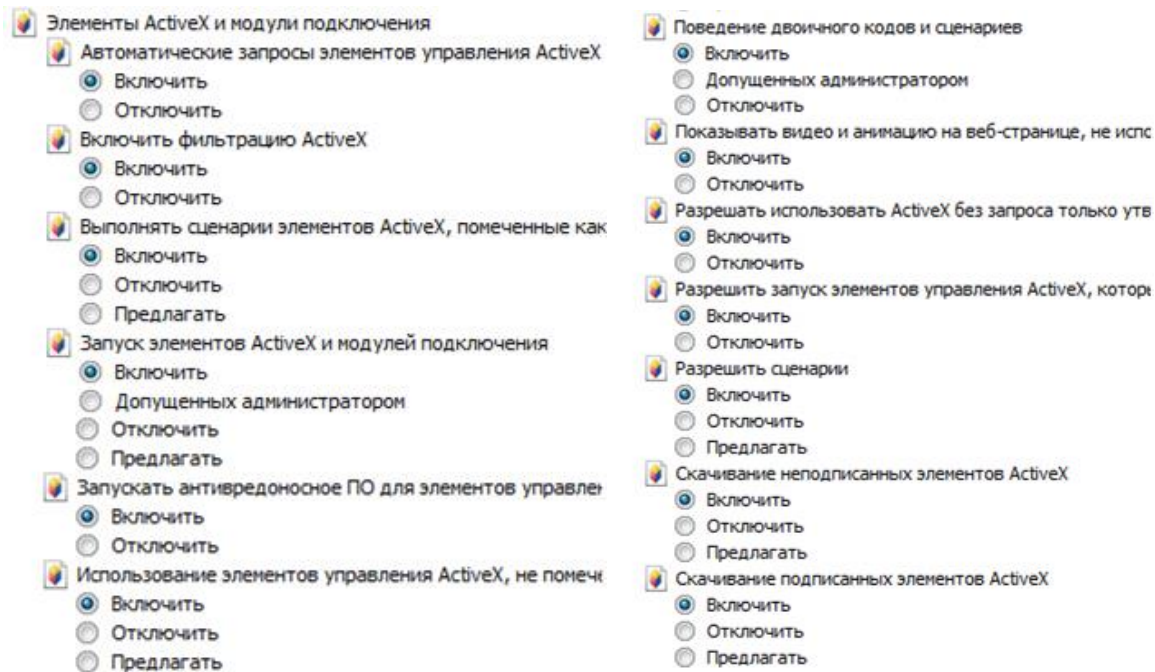 Элементы ActiveX и модули подключения
Автоматические запросы элементов управления ActiveX
Включить
Отключить
Включить фильтрацию ActiveX
Включить
Отключить
Выполнять сценарии элементов ActiveX, помеченные как
Включить
Отключить
Предлагать
Запуск элементов ActiveX и модулей подключения
Включить
Допущенных администратором
Отключить
Предлагать
Запускать антивредоносное ПО для элементов управлен
Включить
Отключить
Использование элементов управления ActiveX, не помече
Включить
Отключить
Предлагать
Поведение двоичного кодов и сценариев
Включить
Допущенных администратором
Отключить
Показывать видео и анимацию на веб-странице, не испо
Включить
Отключить
Разрешать использовать ActiveX без запроса только утв
Включить
Отключить
Разрешить запуск элементов управления ActiveX, которы
Включить
Отключить
Разрешить сценарии
Включить
Отключить
Предлагать
Скачивание неподписанных элементов ActiveX
Включить
Отключить
Предлагать
Скачивание подписанных элементов ActiveX
Включить
Отключить
Предлагать